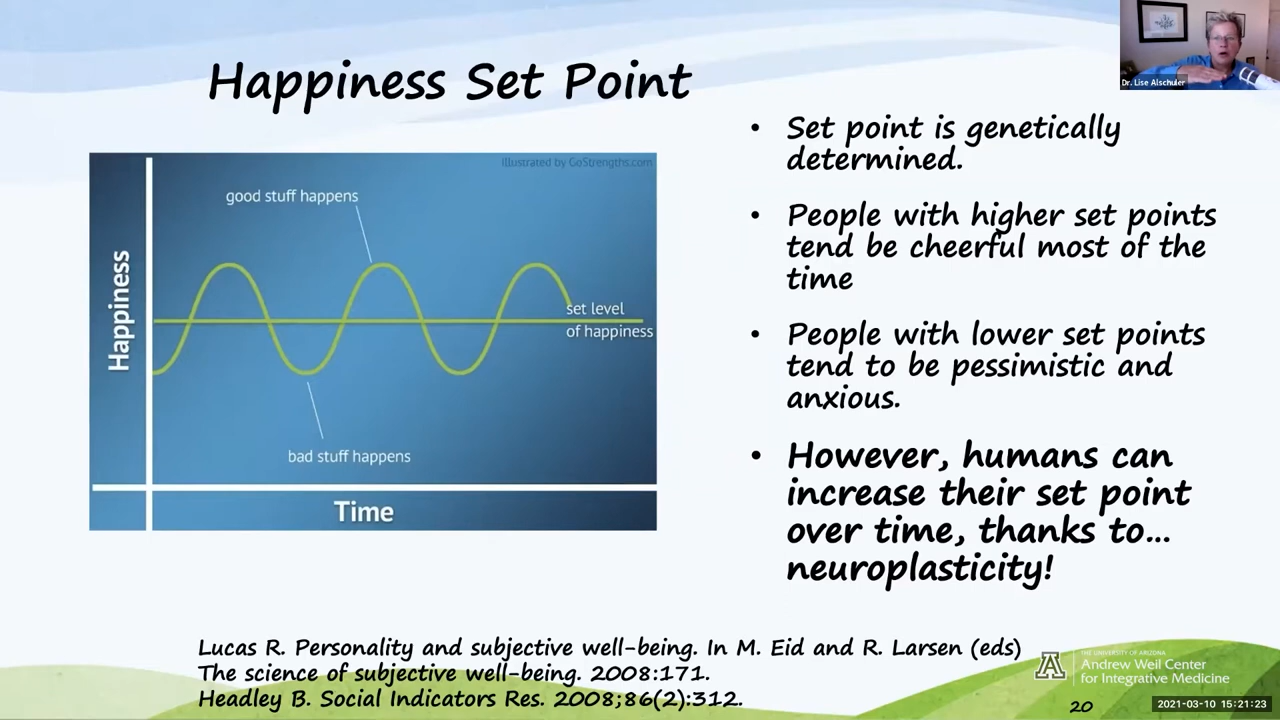 Happiness Set Point
Dr. Lise Alschuler
illustrated by GoStrengths.com
good stuff happens
Happiness
set level
of happiness
bad stuff happens
Time
• Set point is genetically
determined.
• People with higher set points
tend be cheerful most of the
time
• People with lower set points
tend to be pessimistic and
anxious.
• However, humans can
increase their set point
over time, thanks to...
neuroplasticity!
Lucas R. Personality and subjective well-being. In M. Eid and R. Larsen (eds)
The science of subjective well-being. 2008:171.
Headley B. Social Indicators Res. 2008;86(2):312.
A
THE UNIVERSITY OF ARIZONA
Andrew Weil Center
for Integrative Medicine
20
2021-03-10 15:21:23